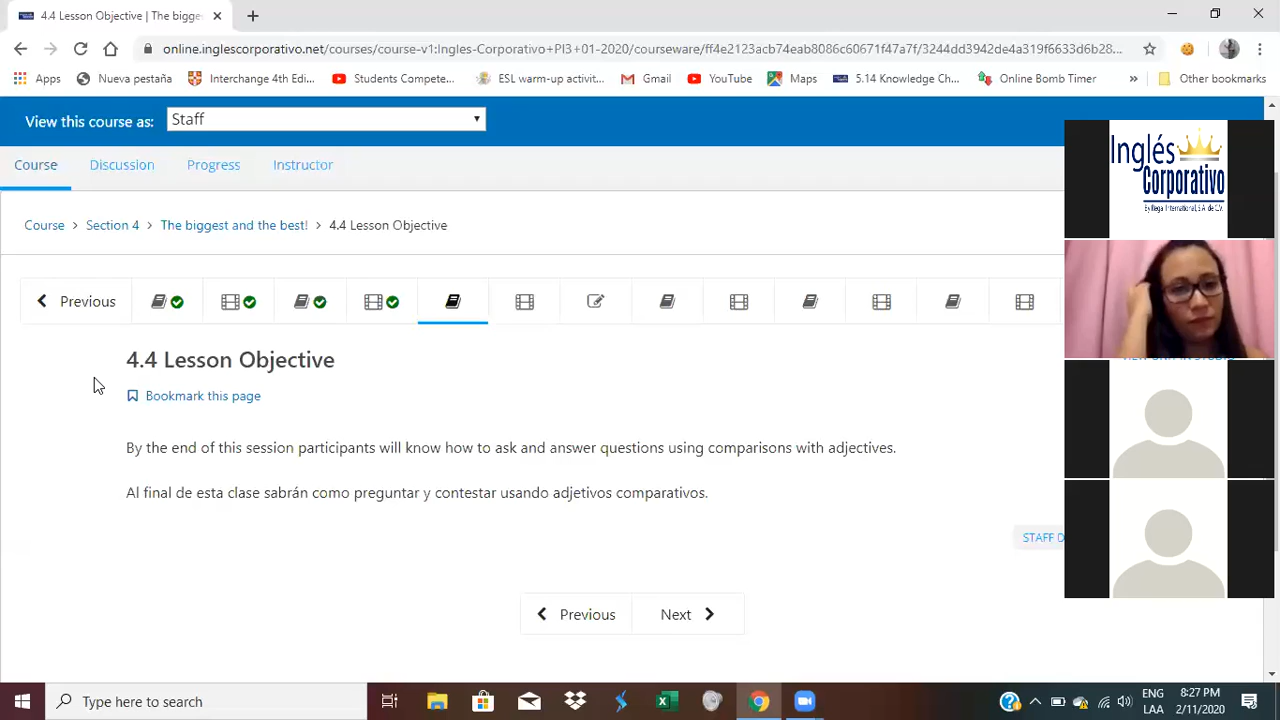 4.4 Lesson Objective | The bigge
online.inglescorporativo.net/courses/course-v1:Ingles-Corporativo+PI3+01-2020/courseware/ff4e2123acb74eab8086c60671f47a7f/3244dd3942de4a319f6633d6b28...
Apps
Nueva pestaña
Interchange 4th Edi...
Students Compete...
ESL warm-up activit...
Gmail
YouTube
Maps
5.14 Knowledge Ch...
Online Bomb Timer
»
Other bookmarks
View this course as:
Staff
Course
Discussion
Progress
Instructor
Inglés
Corporativo
Course > Section 4 > The biggest and the best! > 4.4 Lesson Objective
Previous
4.4 Lesson Objective
Bookmark this page
By the end of this session participants will know how to ask and answer questions using comparisons with adjectives.
Al final de esta clase sabrán como preguntar y contestar usando adjetivos comparativos.
STAFF D
Previous
Next
Type here to search
ENG
LAA
8:27 PM
2/11/2020